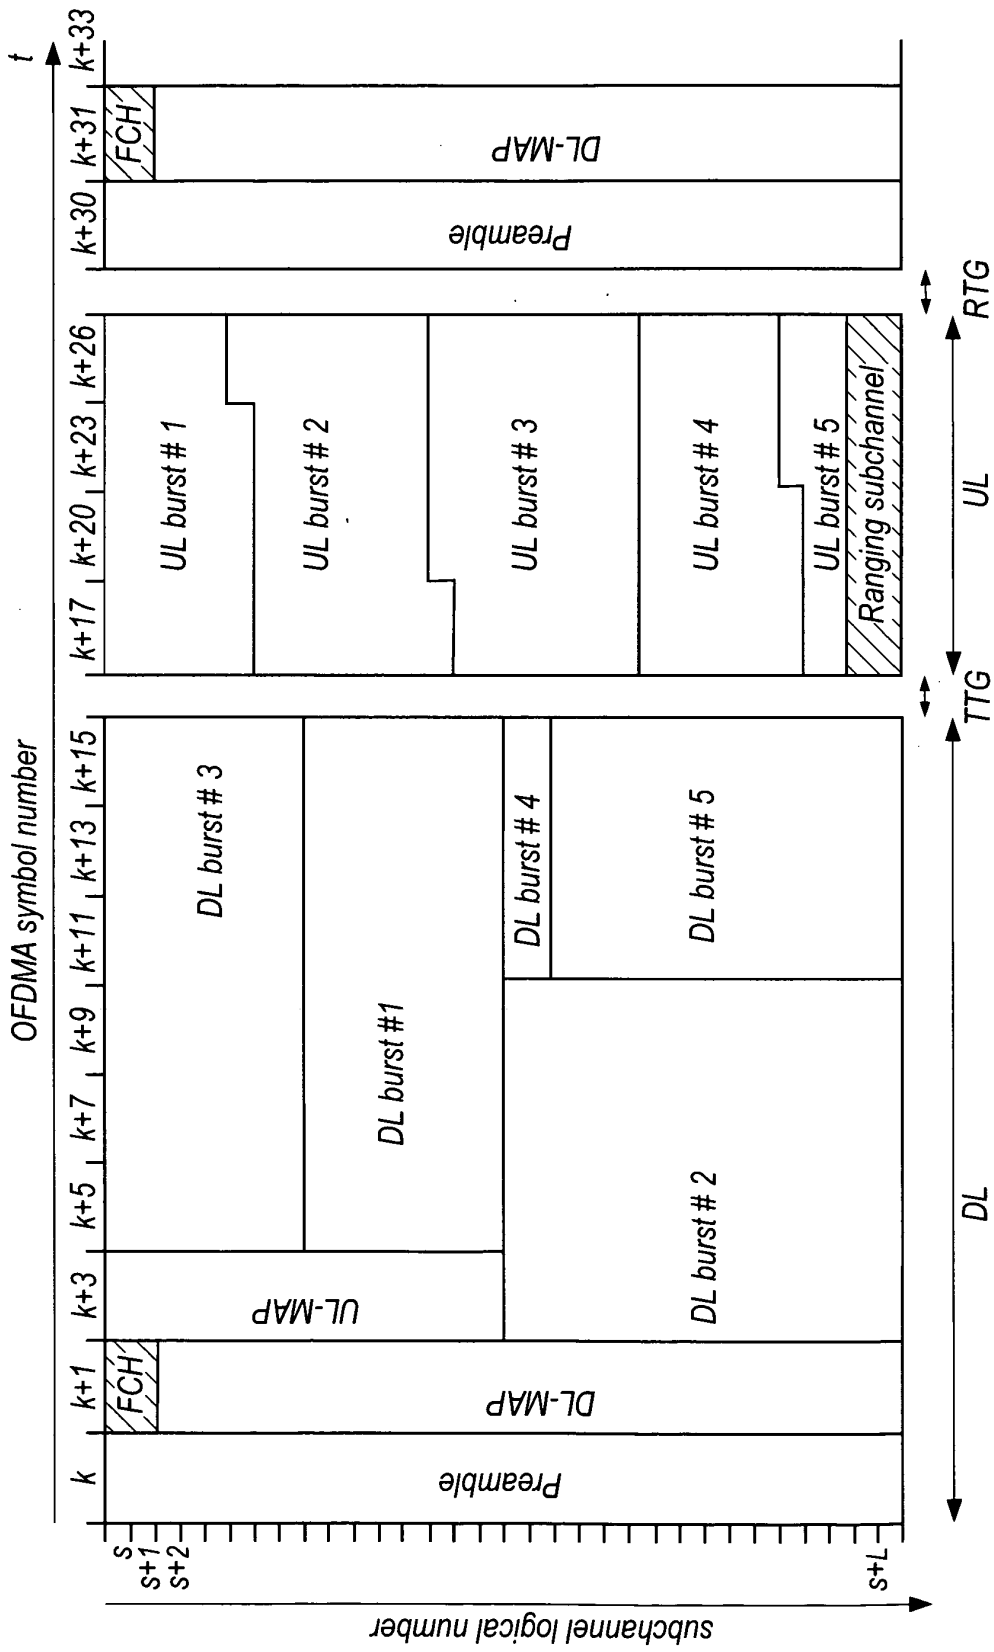 OFDMA symbol number
t
k
k+1
k+3
k+5
k+7
k+9
k+11
k+13
k+15
k+17
k+20
k+23
k+26
k+30
k+31
k+33
subchannel logical number
s
s+1
s+2
s+L
Preamble
FCH
DL-MAP
UL-MAP
DL burst # 3
DL burst #1
DL burst # 2
DL burst # 4
DL burst # 5
UL burst # 1
UL burst # 2
UL burst # 3
UL burst # 4
UL burst # 5
Ranging subchannel
Preamble
FCH
DL-MAP
DL
TTG
UL
RTG